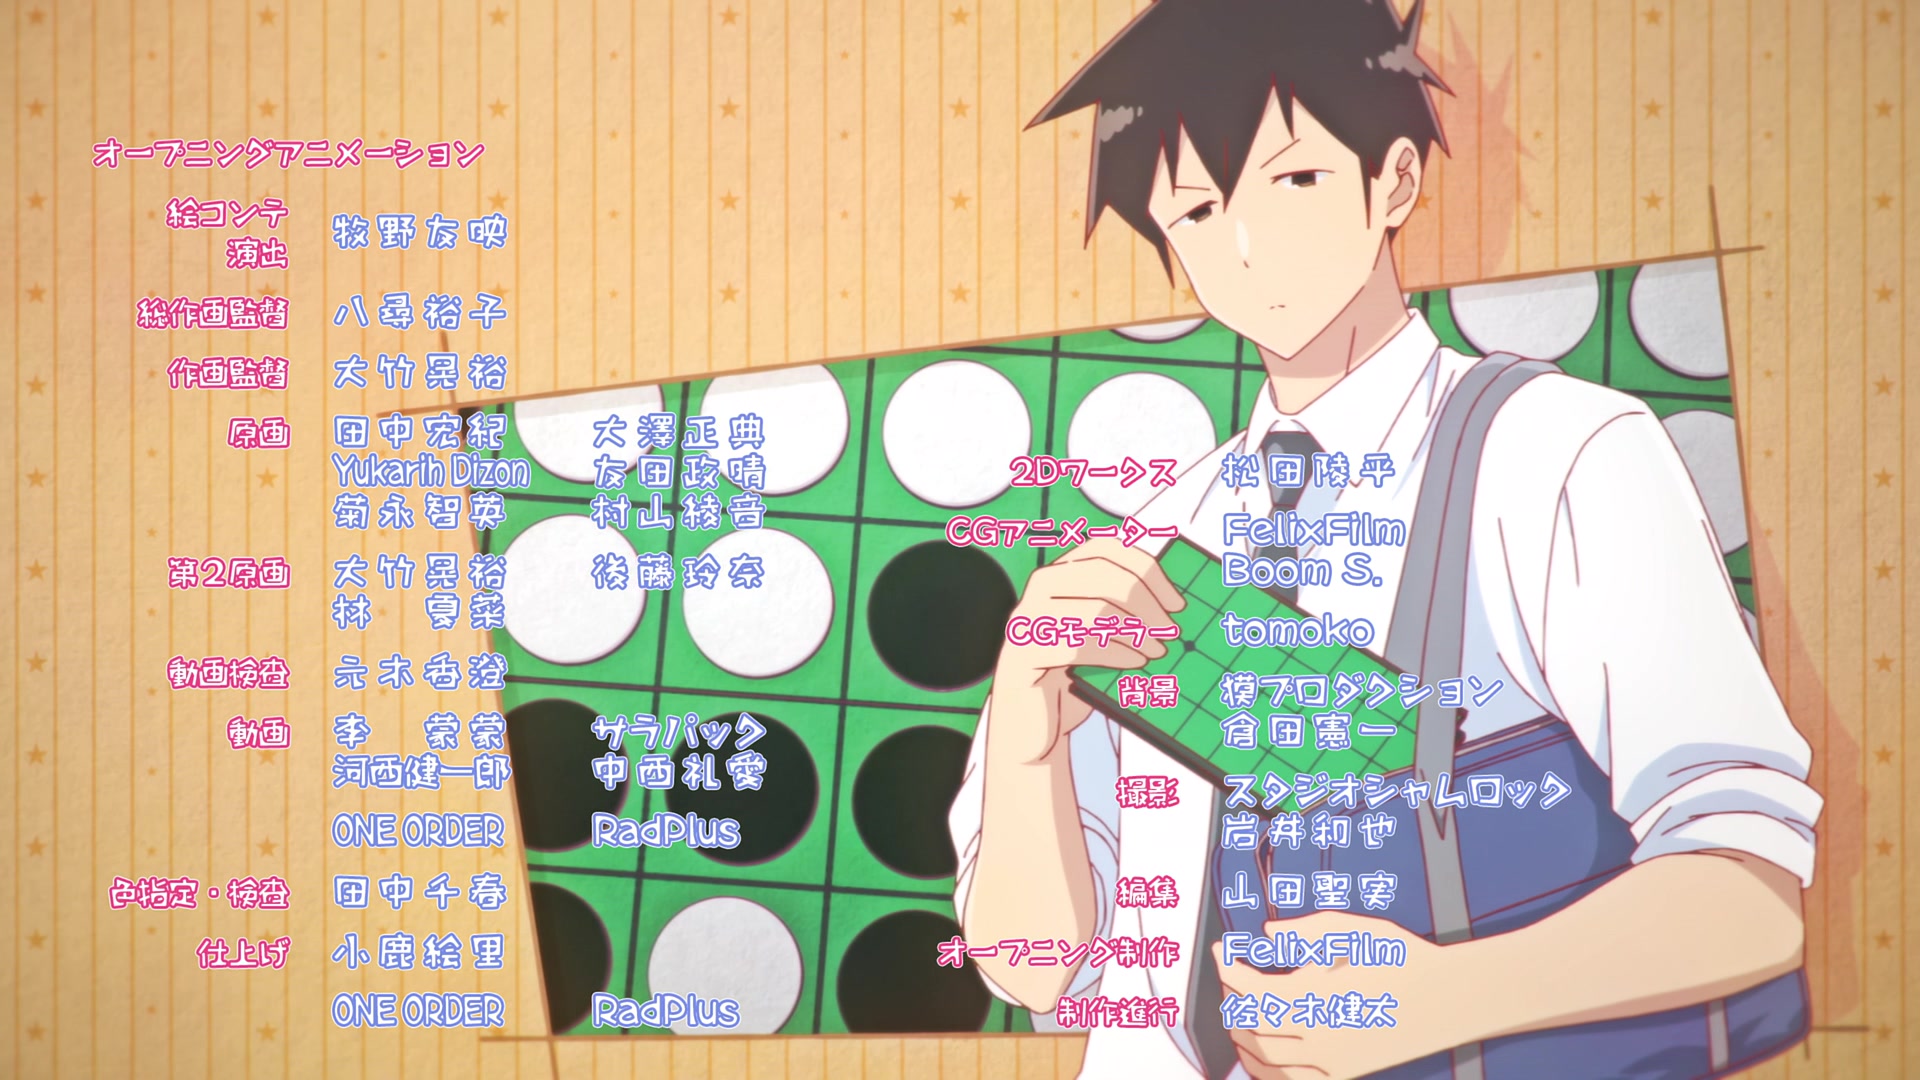 オープニングアニメーション
絵コンテ
演出 牧野友映
総作画監督 八尋裕子
作画監督 大竹晃裕
原画 田中宏紀 大澤正典
Yukarih Dizon 友田政晴
菊永智英 村山綾音
第2原画 大竹晃裕 後藤玲奈
林 夏菜
動画検査 元木香澄
動画 李 蒙蒙 サラパック
河西健一郎 中西礼愛
ONE ORDER RadPlus
色指定・検査 田中千春
仕上げ 小鹿絵里
ONE ORDER RadPlus
2Dワークス 松田陵平
CGアニメーター FelixFilm
Boom S.
CGモデラー tomoko
背景 獏プロダクション
倉田憲一
撮影 スタジオシャムロック
岩井和也
編集 山田聖実
オープニング制作 FelixFilm
制作進行 佐々木健太